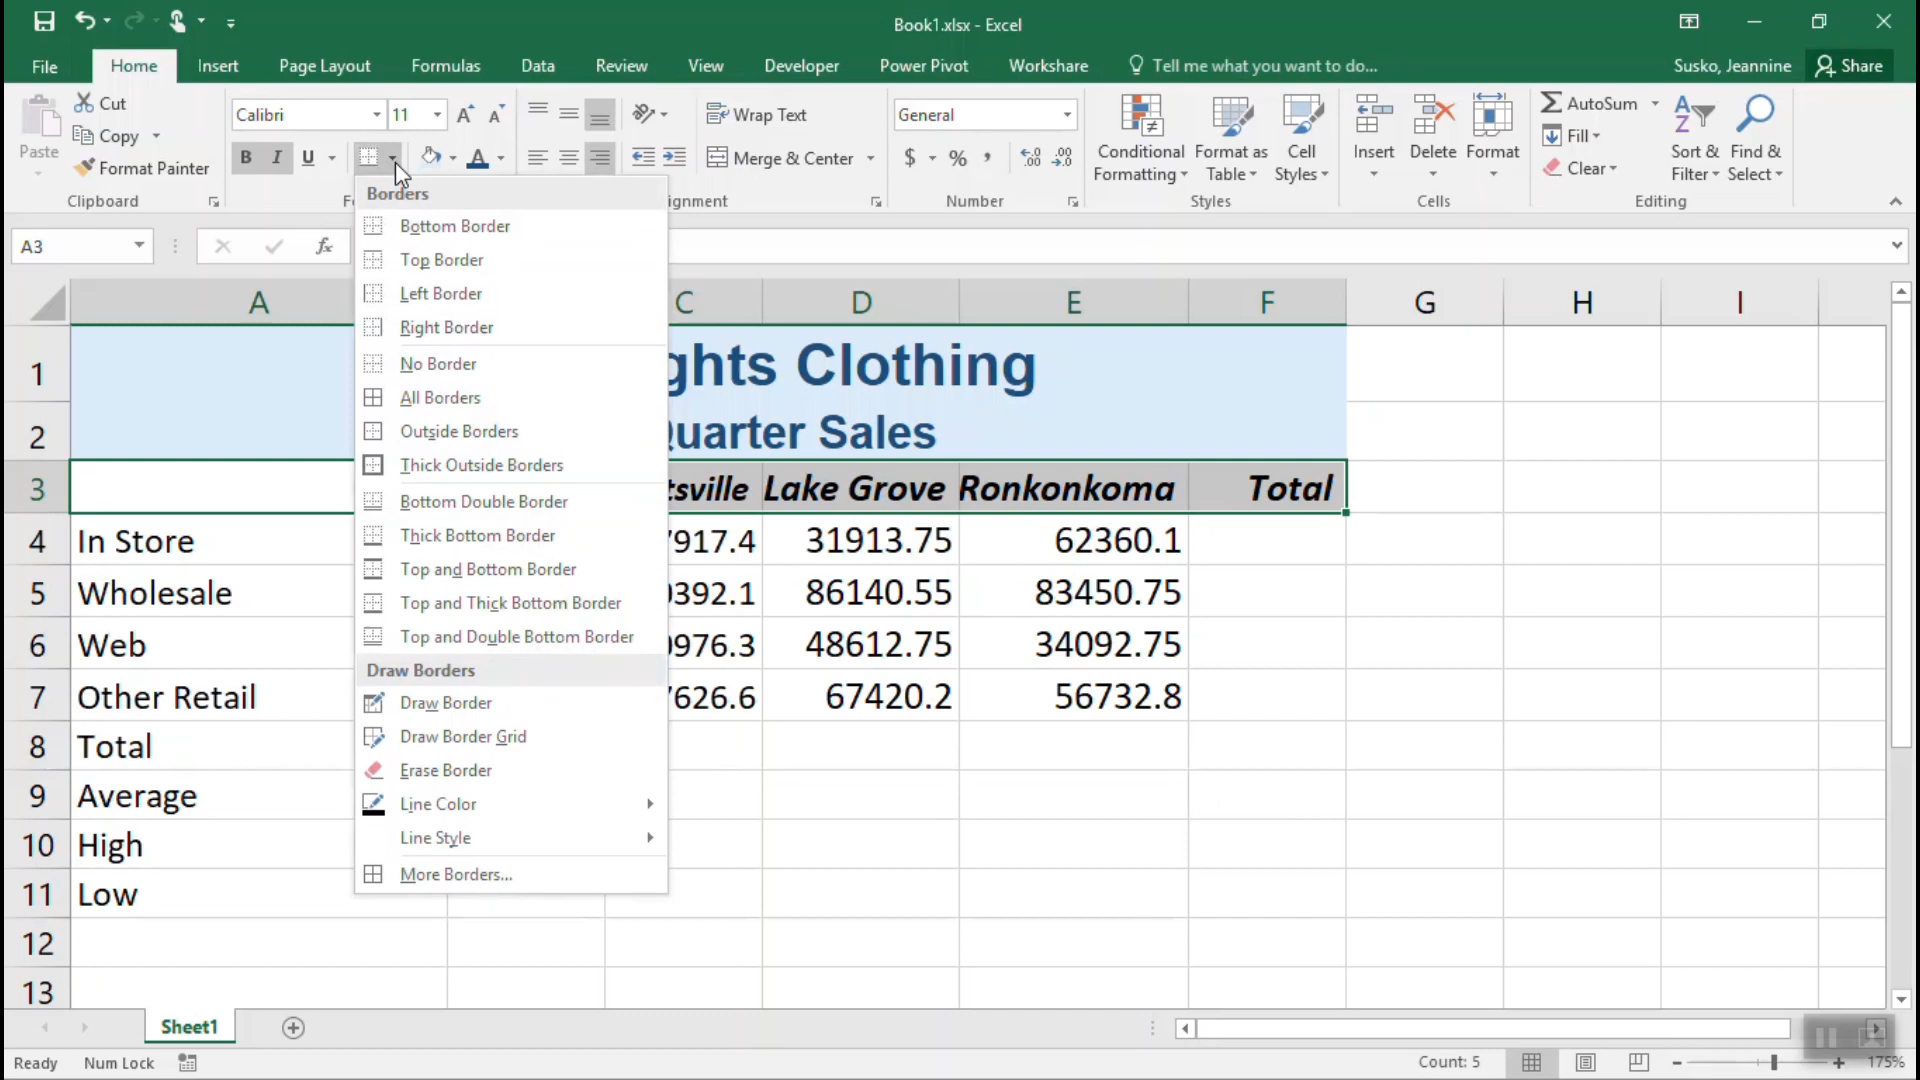 Book1.xlsx - Excel
File Home Insert Page Layout Formulas Data Review View Developer Power Pivot Workshare Tell me what you want to do... Susko, Jeannine Share
Paste
Cut
Copy
Format Painter
Clipboard
Calibri 11
B I U
Wrap Text
Merge & Center
General
$ % ,
Number
Conditional Formatting
Format as Table
Cell Styles
Styles
Insert Delete Format
Cells
AutoSum
Fill
Clear
Sort & Filter
Find & Select
Editing
A3 fx
Borders
Bottom Border
Top Border
Left Border
Right Border
No Border
All Borders
Outside Borders
Thick Outside Borders
Bottom Double Border
Thick Bottom Border
Top and Bottom Border
Top and Thick Bottom Border
Top and Double Bottom Border
Draw Borders
Draw Border
Draw Border Grid
Erase Border
Line Color
Line Style
More Borders...
A C D E F G H I
1 ghts Clothing
2 Quarter Sales
3 tsville Lake Grove Ronkonkoma Total
4 In Store 7917.4 31913.75 62360.1
5 Wholesale 392.1 86140.55 83450.75
6 Web 976.3 48612.75 34092.75
7 Other Retail 7626.6 67420.2 56732.8
8 Total
9 Average
10 High
11 Low
12
13
Sheet1
Ready Num Lock Count: 5 175%